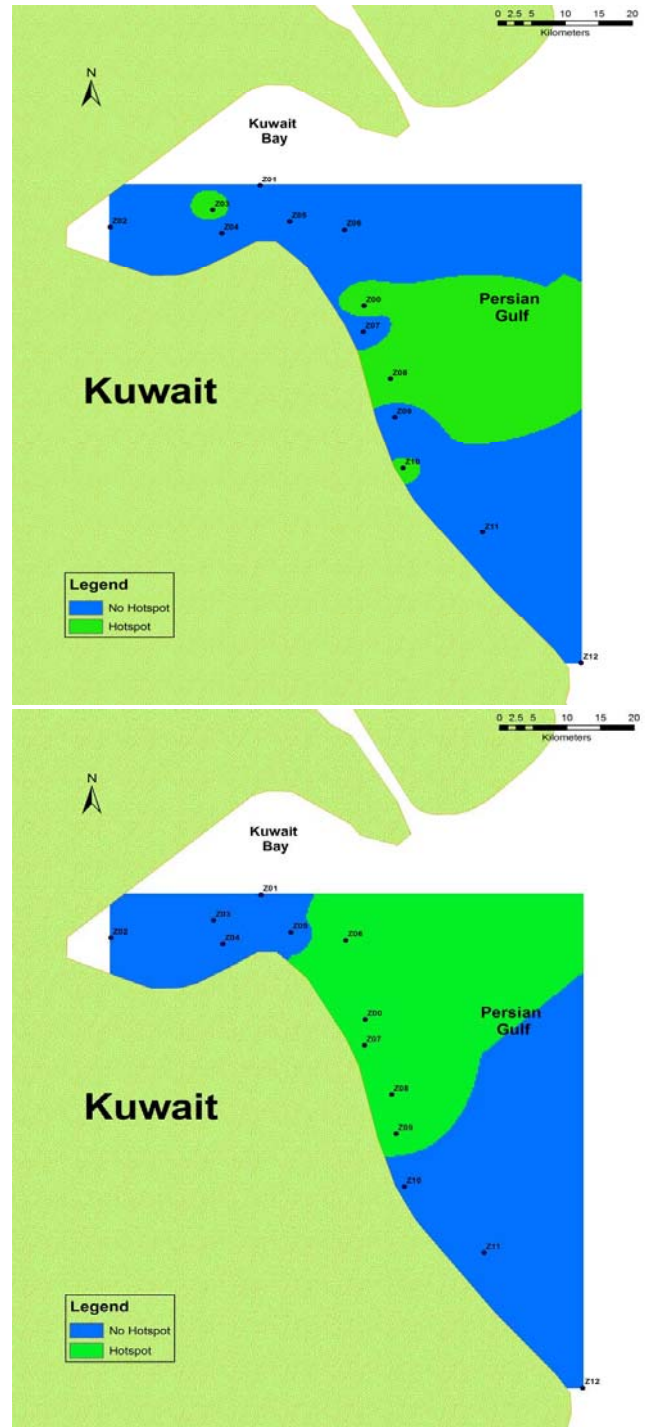 0 2.5 5 10 15 20
Kilometers
N
Kuwait
Bay
Z01
Z02
Z03
Z04
Z05
Z06
Z00
Persian
Gulf
Z07
Z08
Kuwait
Z09
Z10
Z11
Legend
No Hotspot
Hotspot
Z12
0 2.5 5 10 15 20
Kilometers
N
Kuwait
Bay
Z01
Z03
Z02
Z04
Z05
Z06
Z00
Persian
Gulf
Z07
Z08
Kuwait
Z09
Z10
Z11
Legend
No Hotspot
Hotspot
Z12